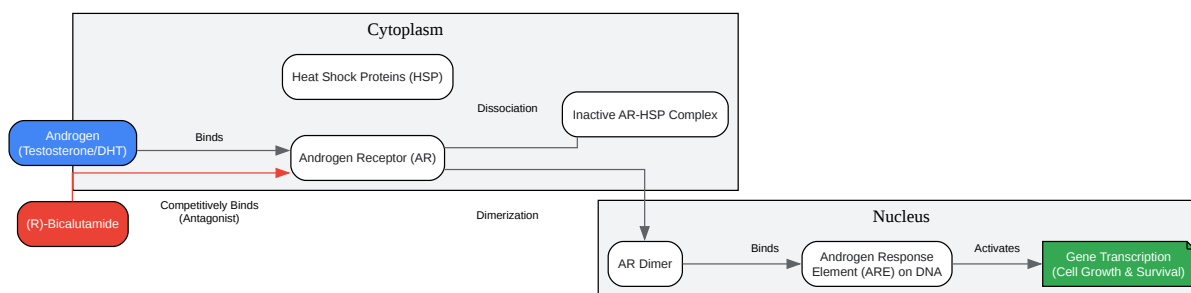 Cytoplasm
Heat Shock Proteins (HSP)
Dissociation
Inactive AR-HSP Complex
Androgen
(Testosterone/DHT)
Binds
Androgen Receptor (AR)
(R)-Bicalutamide
Competitively Binds
(Antagonist)
Dimerization
Nucleus
AR Dimer
Binds
Androgen Response
Element (ARE) on DNA
Activates
Gene Transcription
(Cell Growth & Survival)